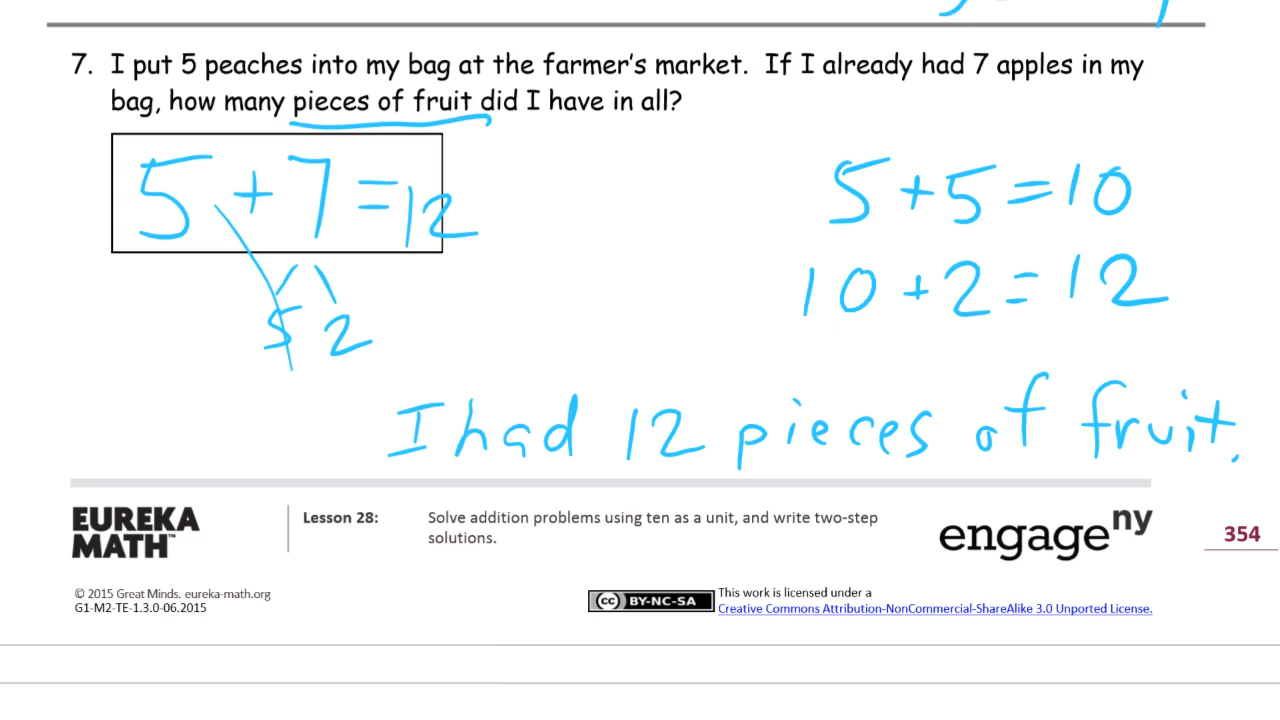 7. I put 5 peaches into my bag at the farmer's market. If I already had 7 apples in my
bag, how many pieces of fruit did I have in all?
5 + 7 = 12
5 2
5 + 5 = 10
10 + 2 = 12
I had 12 pieces of fruit.
EUREKA
MATH™
Lesson 28: Solve addition problems using ten as a unit, and write two-step
solutions.
engageny
354
© 2015 Great Minds. eureka-math.org
G1-M2-TE-1.3.0-06.2015
cc BY-NC-SA
This work is licensed under a
Creative Commons Attribution-NonCommercial-ShareAlike 3.0 Unported License.